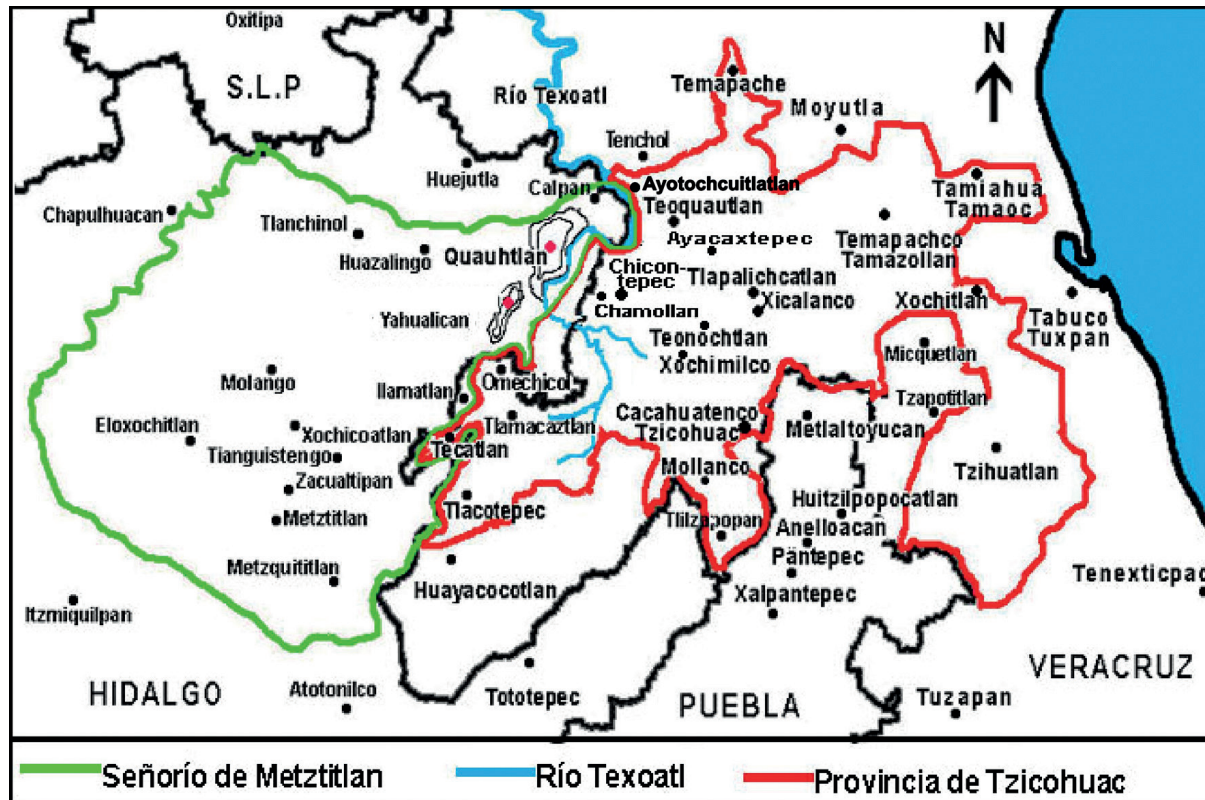 Oxitipa
S.L.P
Río Texoatl
Temapache
N
Moyutla
Tenchol
Huejutla
Calpan
Ayotochcuitlatlan
Tamiahua
Tamaoc
Chapulhuacan
Tlanchinol
Teoquautlan
Huazalingo
Quauhtlan
Ayacaxtepec
Temapachco
Tamazollan
Chicon-
tepec
Tlapalichcatlan
Xicalanco
Xochitlan
Chamollan
Yahualican
Tabuco
Tuxpan
Teonochtlan
Xochimilco
Micquetlan
Molango
Omechicol
Ilamatlan
Tzapotitlan
Eloxochitlan
Xochicoatlan
Tlamacaztlan
Cacahuatenco
Tzicohuac
Metlaltoyucan
Tianguistengo
Tecatlan
Tzihuatlan
Zacualtipan
Mollanco
Tlacotepec
Huitzilpopocatlan
Metztitlan
Tlilzapopan
Anelloacan
Päntepec
Metzquititlan
Huayacocotlan
Xalpantepec
Tenexticpac
Itzmiquilpan
HIDALGO
Atotonilco
Tototepec
PUEBLA
VERACRUZ
Tuzapan
Señorío de Metztitlan
Río Texoatl
Provincia de Tzicohuac